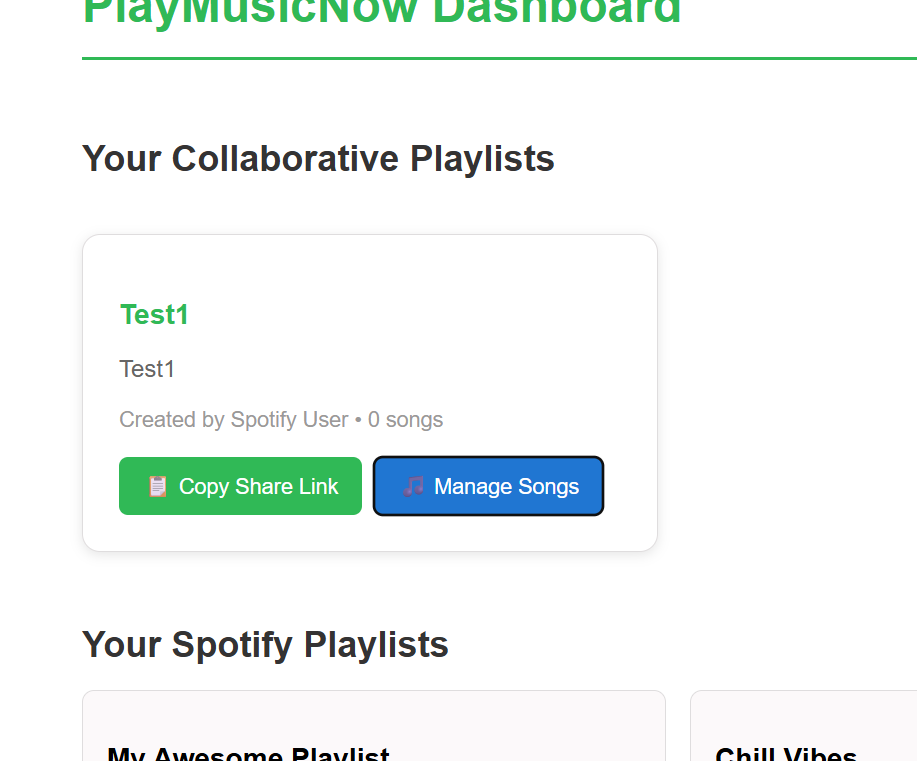 PlayMusicNow Dashboard
Your Collaborative Playlists
Test1
Test1
Created by Spotify User • 0 songs
📋 Copy Share Link
🎵 Manage Songs
Your Spotify Playlists
My Awesome Playlist
Chill Vibes